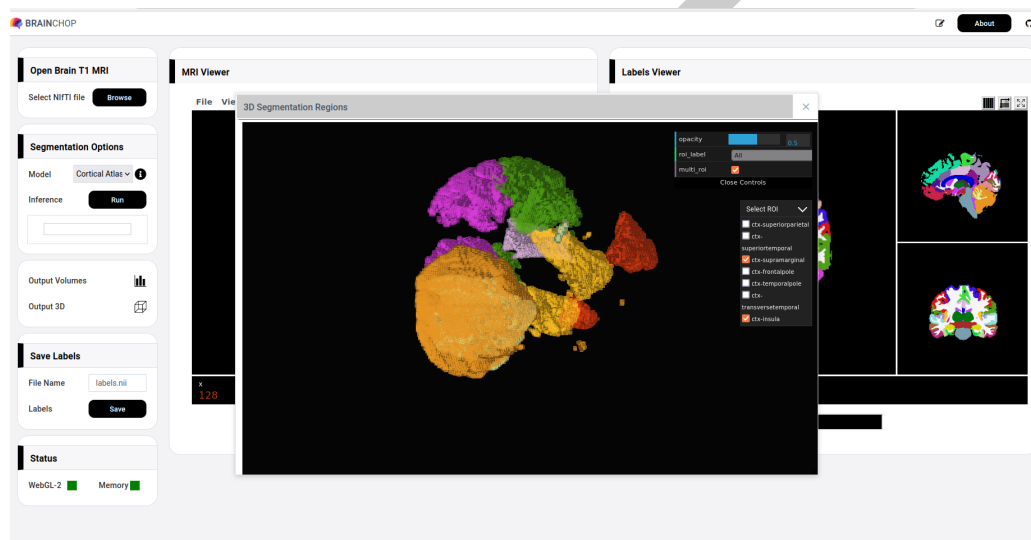 BRAINCHOP
About
Open Brain T1 MRI
Select NIfTI file
Browse
Segmentation Options
Model
Cortical Atlas
Inference
Run
Output Volumes
Output 3D
Save Labels
File Name
labels.nii
Labels
Save
Status
WebGL-2
Memory
MRI Viewer
File Vie
x
128
3D Segmentation Regions
×
opacity
0.5
roi_label
All
multi_roi
Close Controls
Select ROI
ctx-superiorparietal
ctx-
superiortemporal
ctx-supramarginal
ctx-frontalpole
ctx-temporalpole
ctx-
transversetemporal
ctx-insula
Labels Viewer